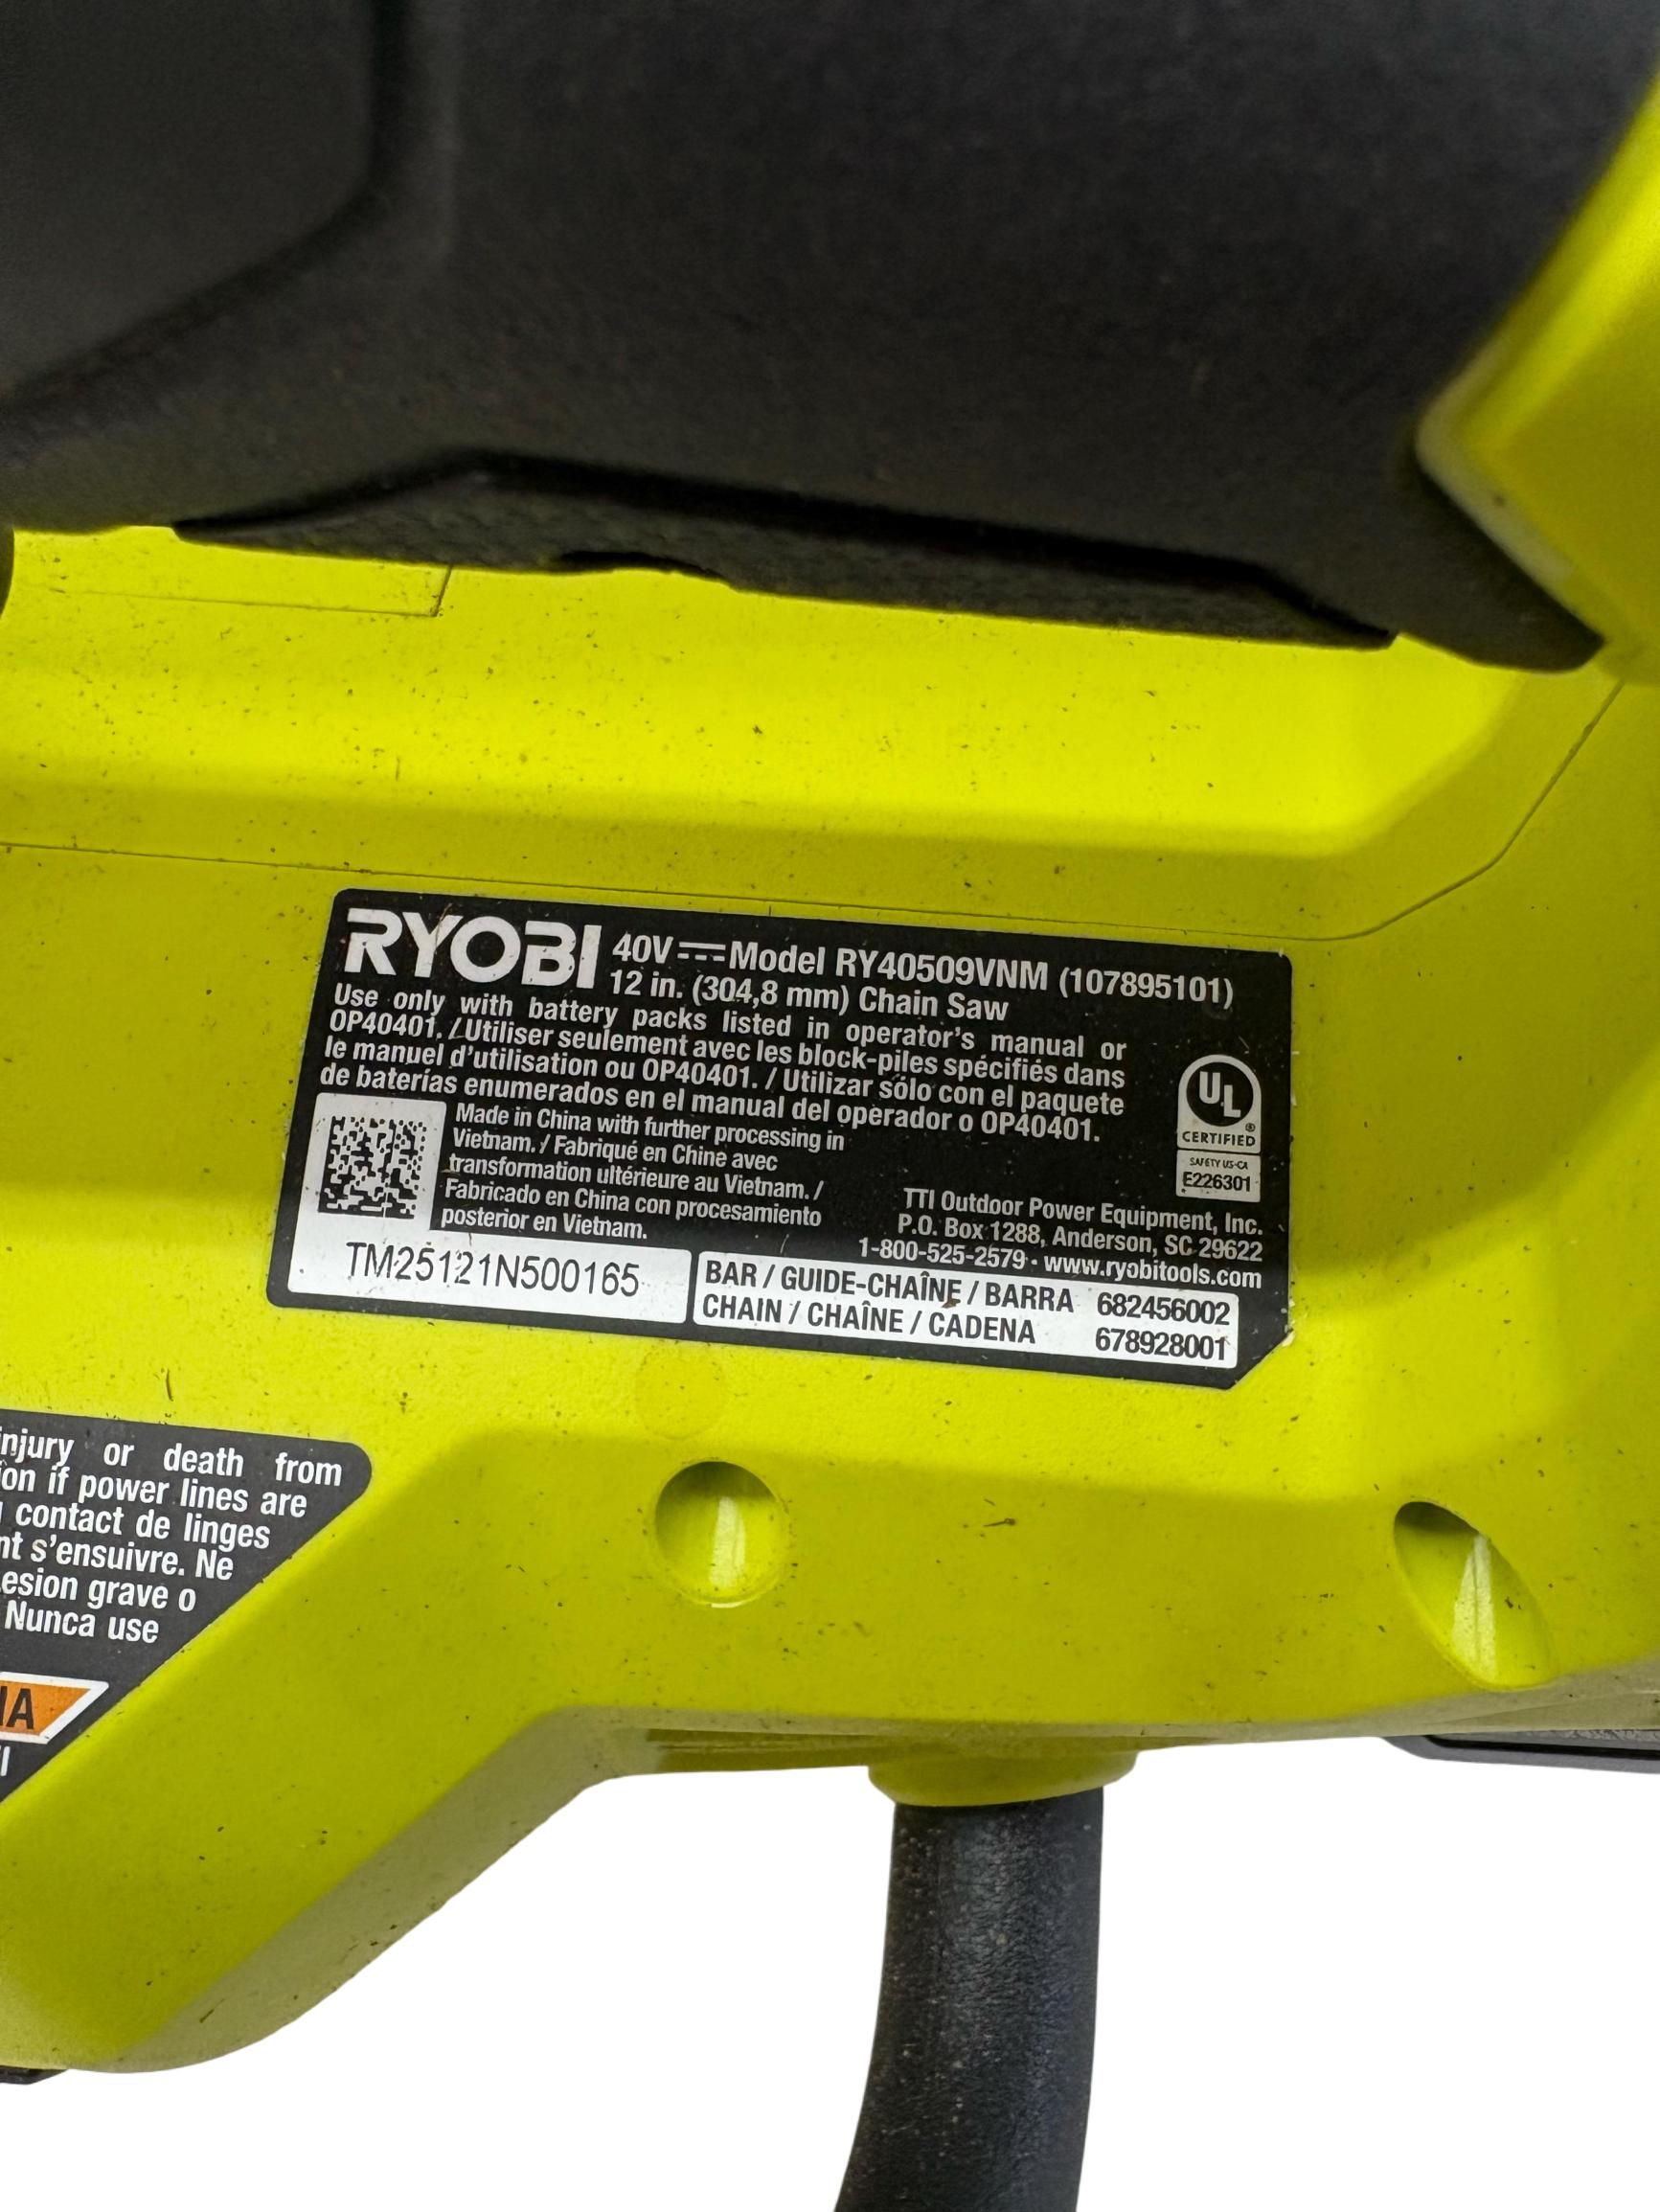 RYOBI 40V Model RY40509VNM (107895101)
12 in. (304,8 mm) Chain Saw
Use only with battery packs listed in operator's manual or
OP40401. / Utiliser seulement avec les block-piles spécifiés dans
le manuel d'utilisation ou OP40401. / Utilizar sólo con el paquete
de baterías enumerados en el manual del operador o OP40401.
UL
®
CERTIFIED
SAFETY US-CA
E226301
Made in China with further processing in
Vietnam. / Fabriqué en Chine avec
transformation ultérieure au Vietnam. /
Fabricado en China con procesamiento
posterior en Vietnam.
TTI Outdoor Power Equipment, Inc.
P.O. Box 1288, Anderson, SC 29622
1-800-525-2579 · www.ryobitools.com
TM25121N500165
BAR / GUIDE-CHAÎNE / BARRA 682456002
CHAIN / CHAÎNE / CADENA 678928001
njury or death from
ion if power lines are
contact de linges
nt s'ensuivre. Ne
esion grave o
Nunca use
IA